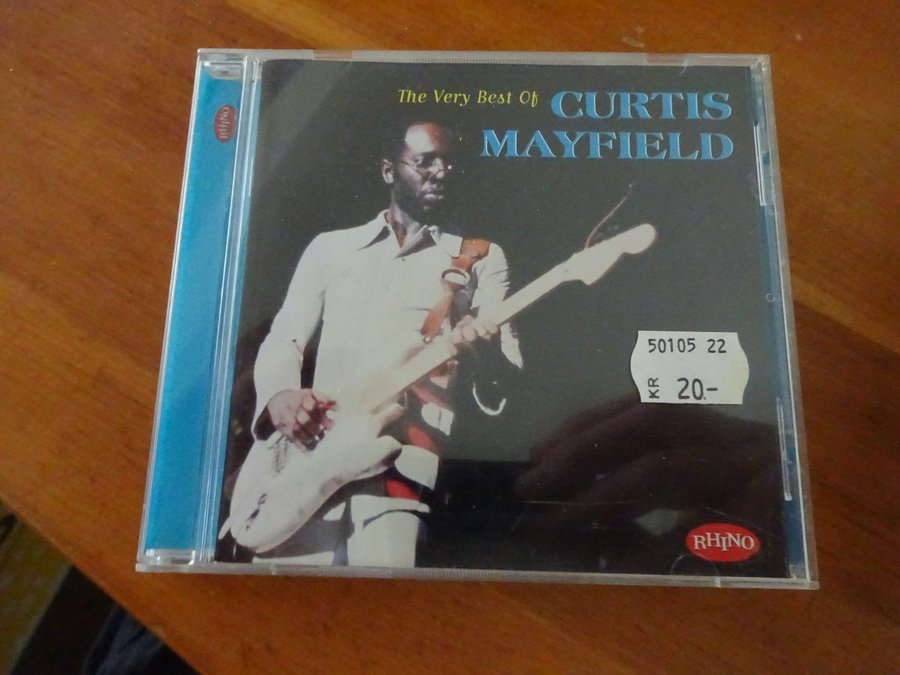 RHINO
The Very Best Of CURTIS
MAYFIELD
50105 22
KR 20.-
RHINO